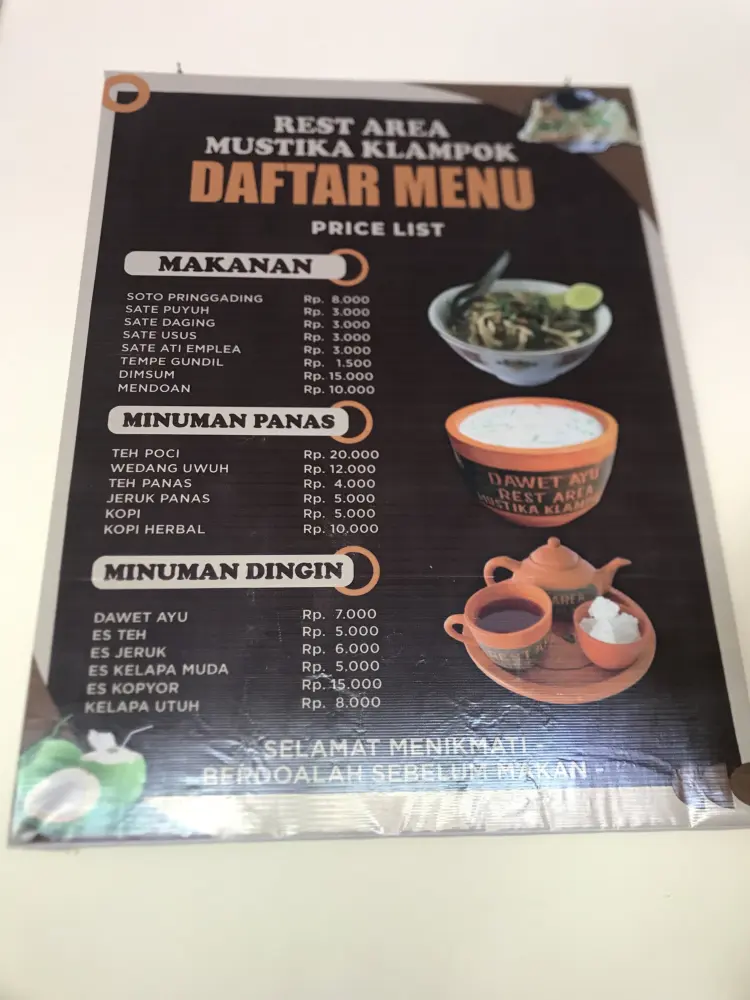 REST AREA
MUSTIKA KLAMPOK
DAFTAR MENU
PRICE LIST
MAKANAN
SOTO PRINGGADING Rp. 8.000
SATE PUYUH Rp. 3.000
SATE DAGING Rp. 3.000
SATE USUS Rp. 3.000
SATE ATI EMPLEA Rp. 3.000
TEMPE GUNDIL Rp. 1.500
DIMSUM Rp. 15.000
MENDOAN Rp. 10.000
MINUMAN PANAS
TEH POCI Rp. 20.000
WEDANG UWUH Rp. 12.000
TEH PANAS Rp. 4.000
JERUK PANAS Rp. 5.000
KOPI Rp. 5.000
KOPI HERBAL Rp. 10.000
MINUMAN DINGIN
DAWET AYU Rp. 7.000
ES TEH Rp. 5.000
ES JERUK Rp. 6.000
ES KELAPA MUDA Rp. 5.000
ES KOPYOR Rp. 15.000
KELAPA UTUH Rp. 8.000
DAWET AYU
REST AREA
MUSTIKA
AREA
REST
- SELAMAT MENIKMATI -
- BERDOALAH SEBELUM MAKAN -